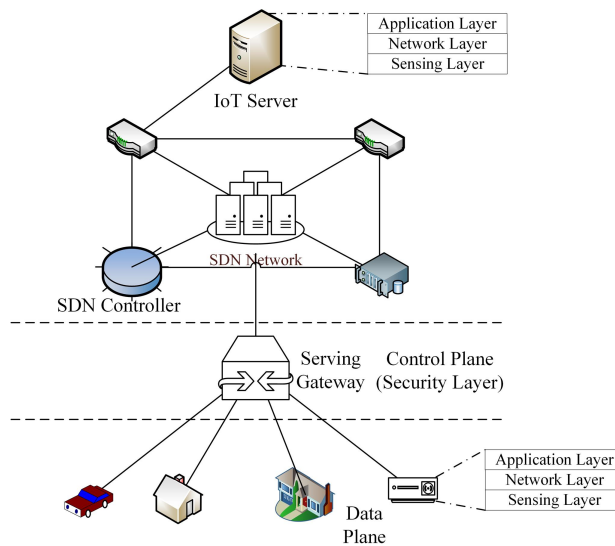 Application Layer
Network Layer
Sensing Layer
IoT Server
SDN Network
SDN Controller
Serving
Gateway
Control Plane
(Security Layer)
Application Layer
Network Layer
Sensing Layer
Data
Plane